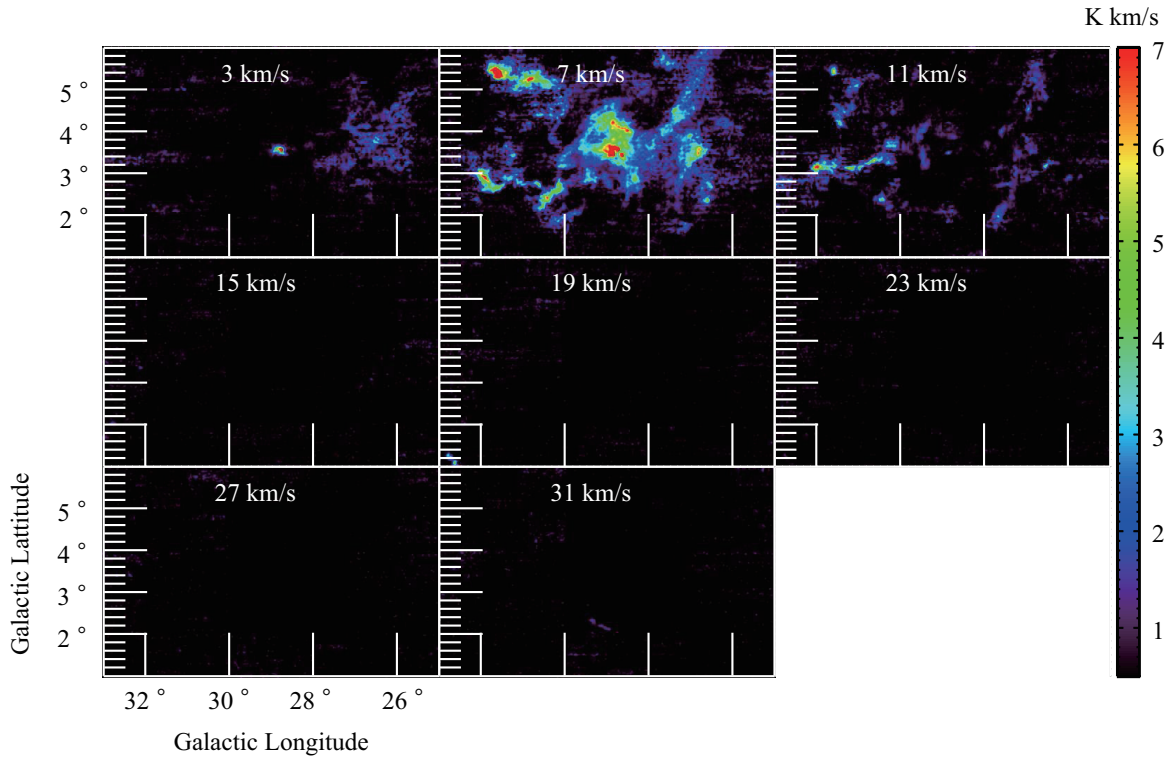 K km/s
3 km/s
7 km/s
11 km/s
7
6
5
4
3
2
1
5 °
4 °
3 °
2 °
15 km/s
19 km/s
23 km/s
27 km/s
31 km/s
5 °
4 °
3 °
2 °
Galactic Lattitude
32 °
30 °
28 °
26 °
Galactic Longitude